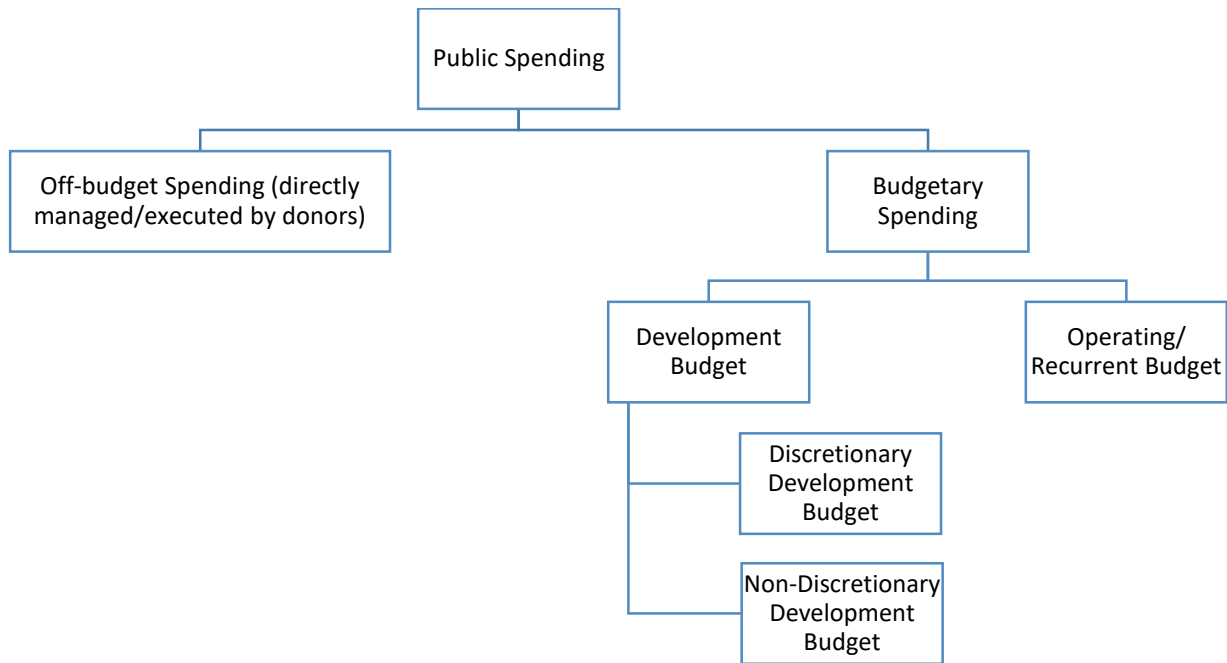 Public Spending
Off-budget Spending (directly
managed/executed by donors)
Budgetary
Spending
Development
Budget
Operating/
Recurrent Budget
Discretionary
Development
Budget
Non-Discretionary
Development
Budget